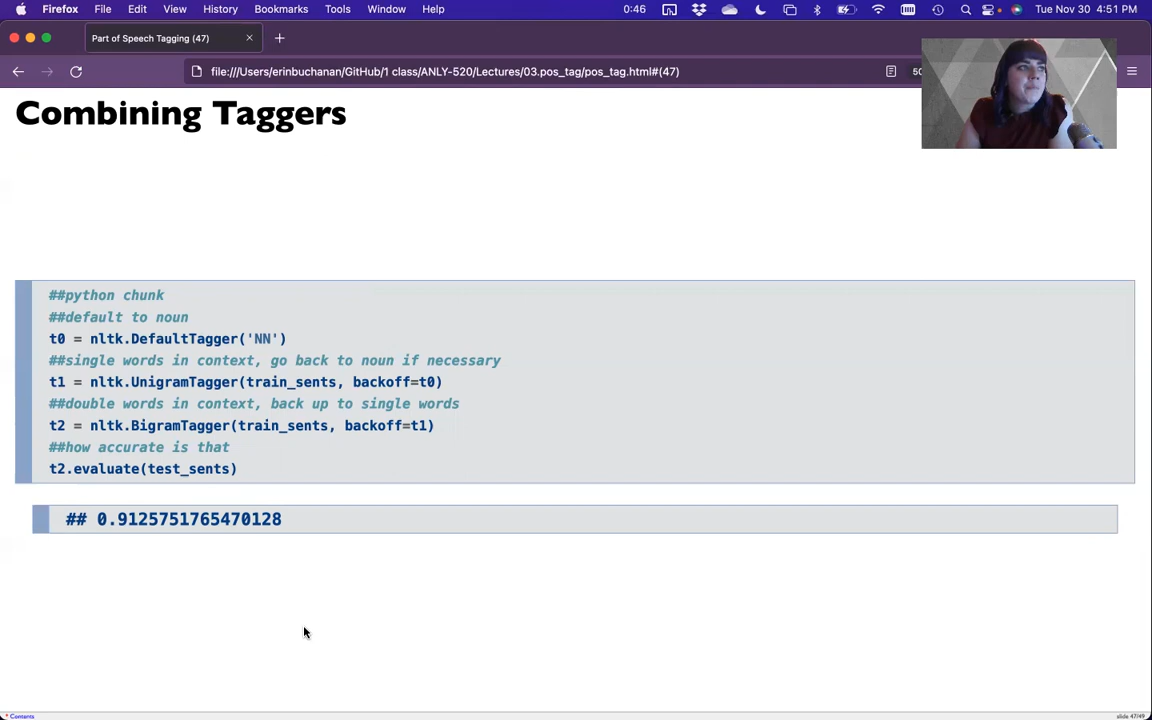 Firefox File Edit View History Bookmarks Tools Window Help 0:46 Tue Nov 30 4:51 PM
Part of Speech Tagging (47)
file:///Users/erinbuchanan/GitHub/1 class/ANLY-520/Lectures/03.pos_tag/pos_tag.html#(47)
Combining Taggers
##python chunk
##default to noun
t0 = nltk.DefaultTagger('NN')
##single words in context, go back to noun if necessary
t1 = nltk.UnigramTagger(train_sents, backoff=t0)
##double words in context, back up to single words
t2 = nltk.BigramTagger(train_sents, backoff=t1)
##how accurate is that
t2.evaluate(test_sents)
## 0.9125751765470128
Contents slide 47/49